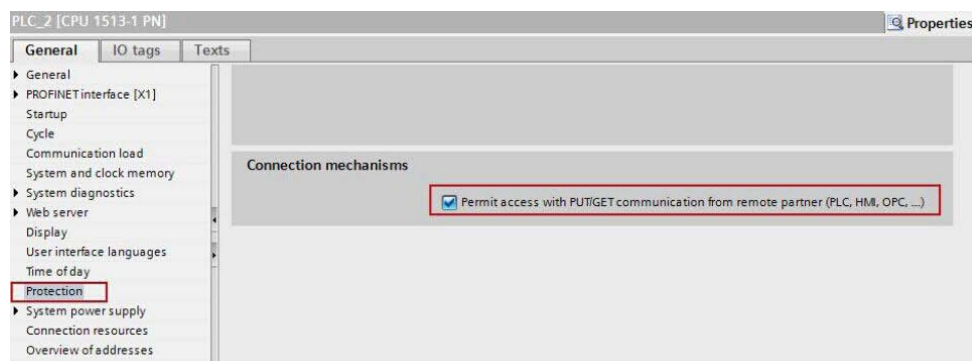 PLC_2 [CPU 1513-1 PN]
Properties
General IO tags Texts
General
PROFINET interface [X1]
Startup
Cycle
Communication load
System and clock memory
System diagnostics
Web server
Display
User interface languages
Time of day
Protection
System power supply
Connection resources
Overview of addresses
Connection mechanisms
Permit access with PUT/GET communication from remote partner (PLC, HMI, OPC, ...)